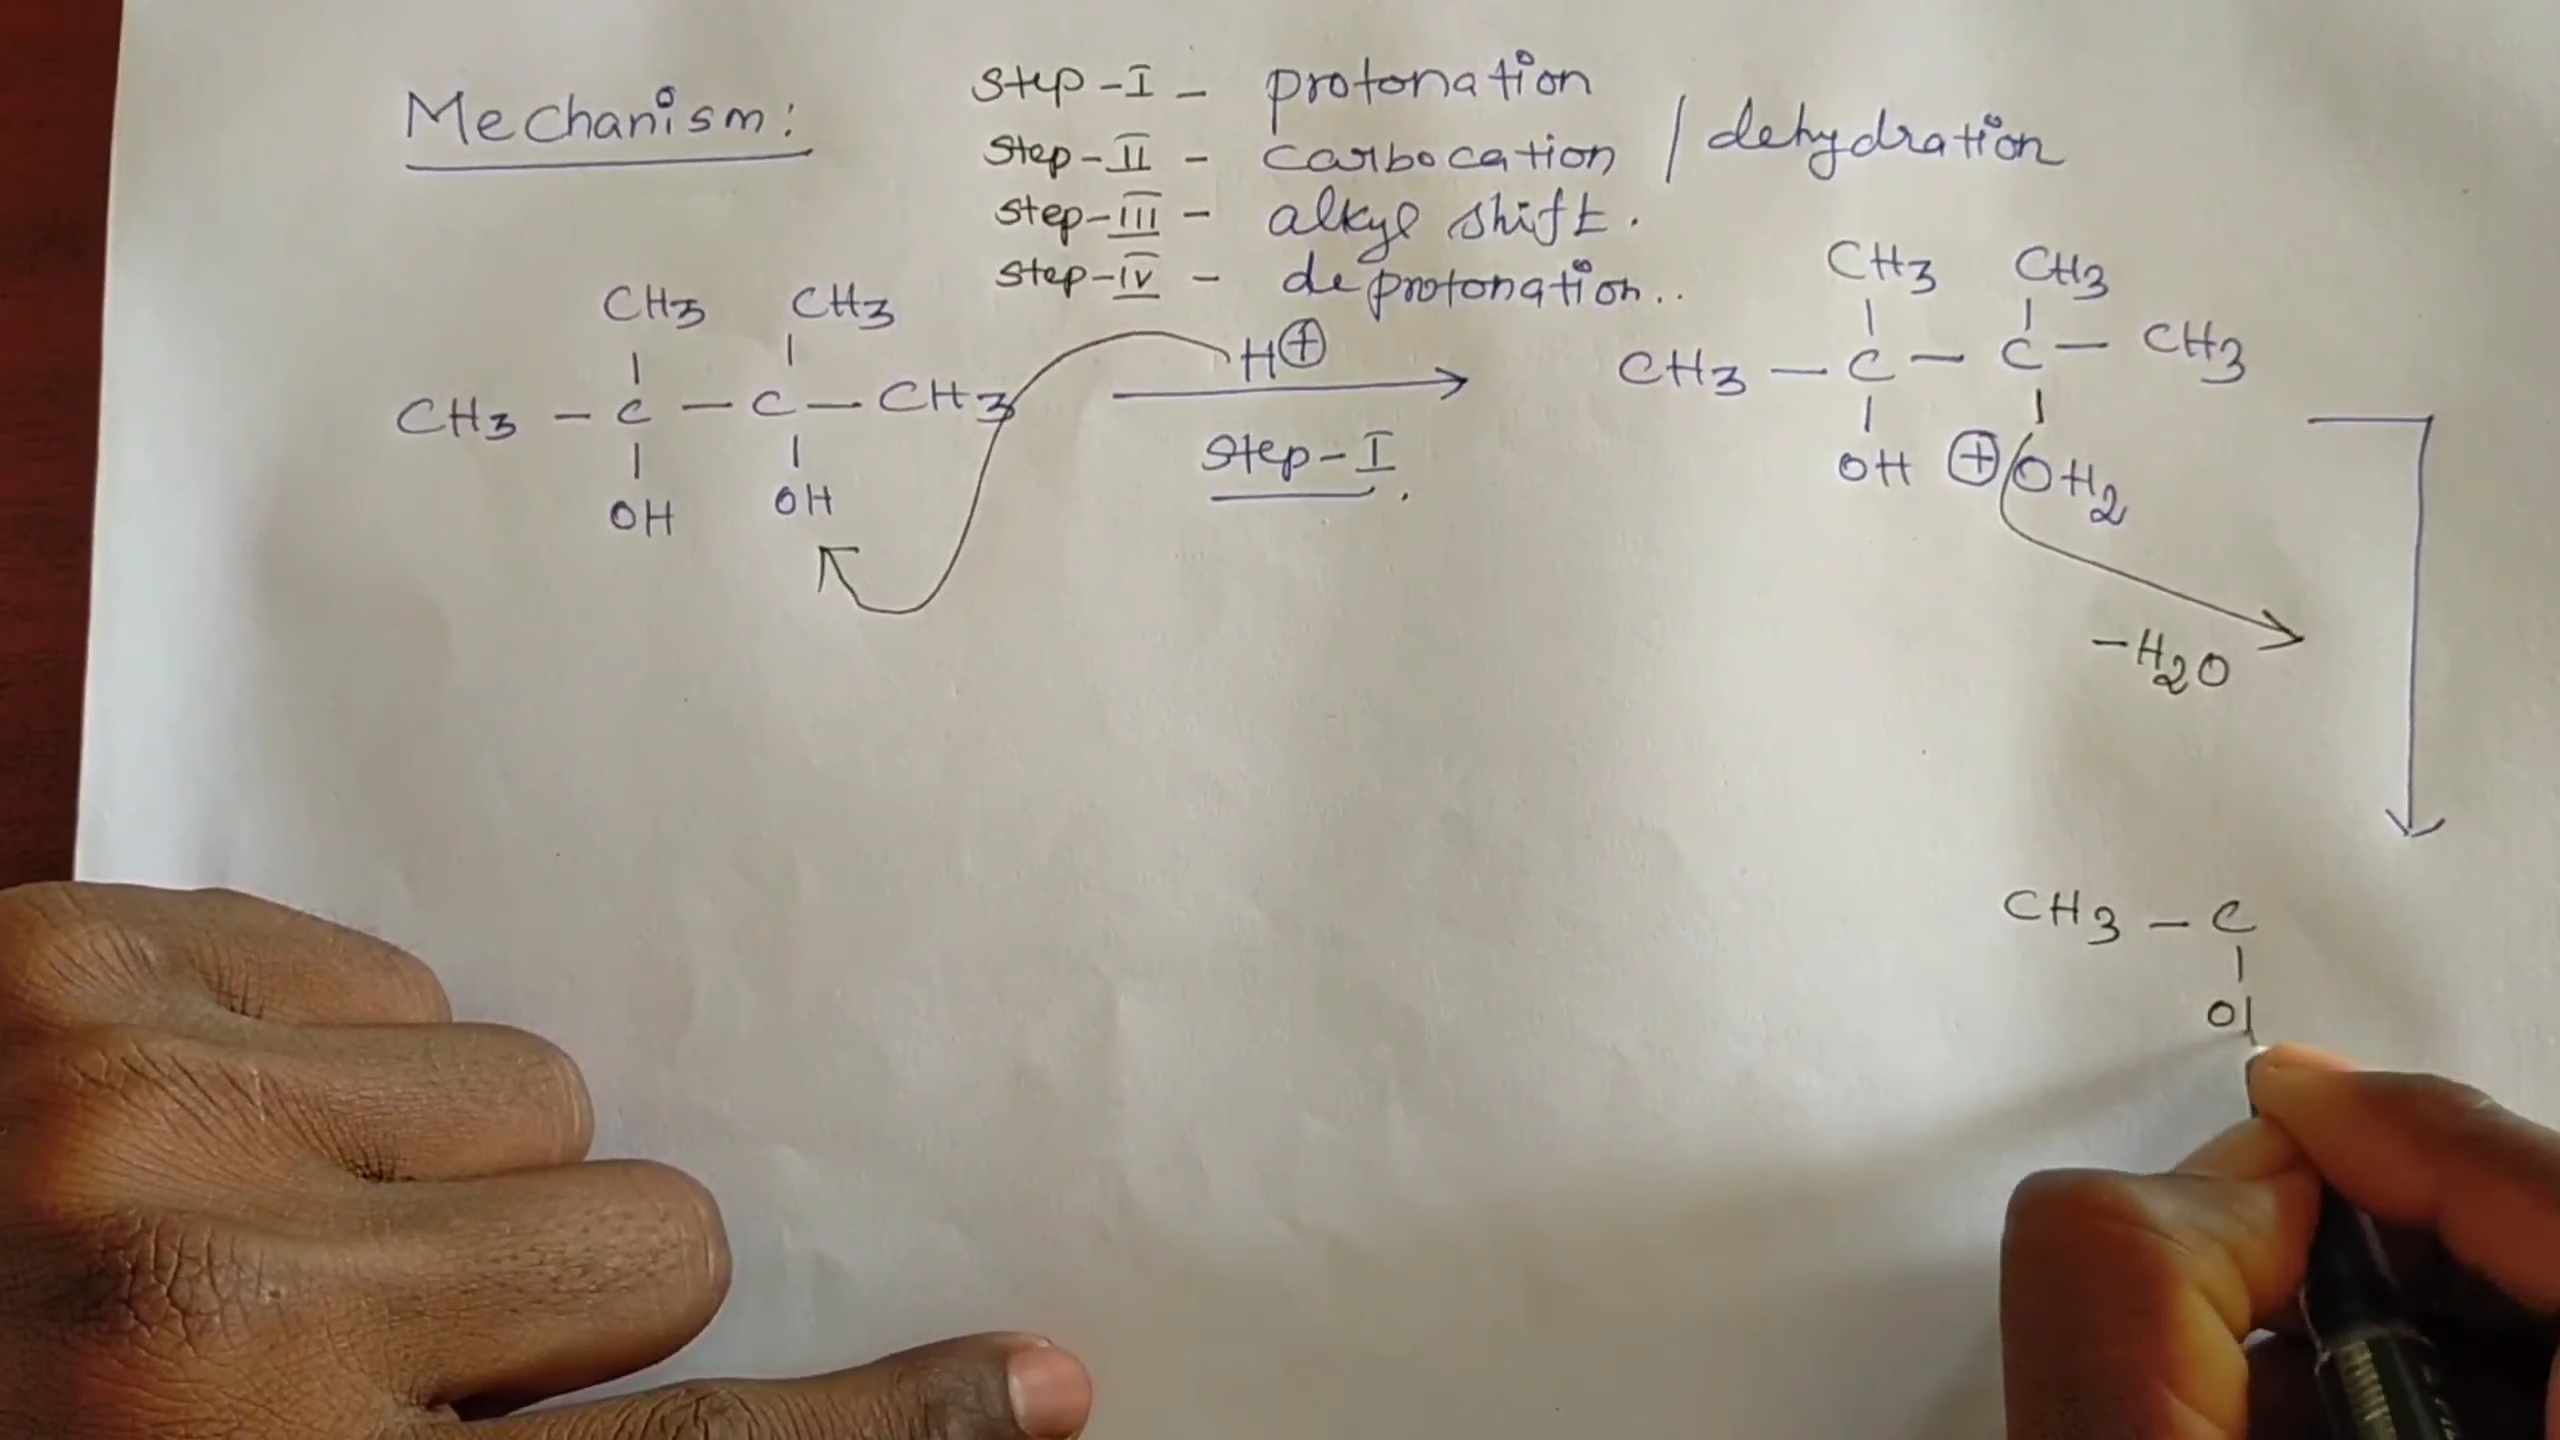 Mechanism:
Step-I - protonation
Step-II - carbocation / dehydration
Step-III - alkyl shift.
Step-IV - deprotonation..
CH3 CH3
CH3 - C - C - CH3
OH OH
H⊕
Step-I.
CH3 CH3
CH3 - C - C - CH3
OH ⊕OH2
-H2O
CH3 - C
Ol